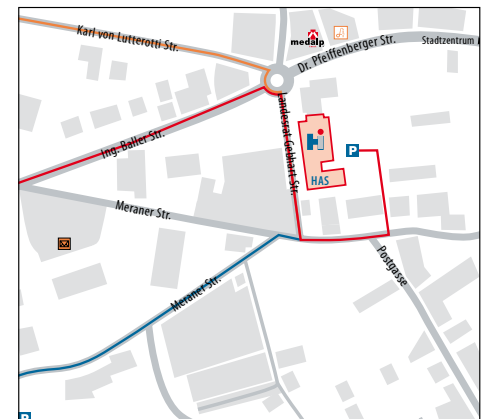 Karl von Lutterotti Str.
medalp
Dr. Pfeiffenberger Str.
Stadtzentrum
Ing. Baller Str.
Landesrat Gebhart Str.
P
HAS
Meraner Str.
Postgasse
Meraner Str.
P